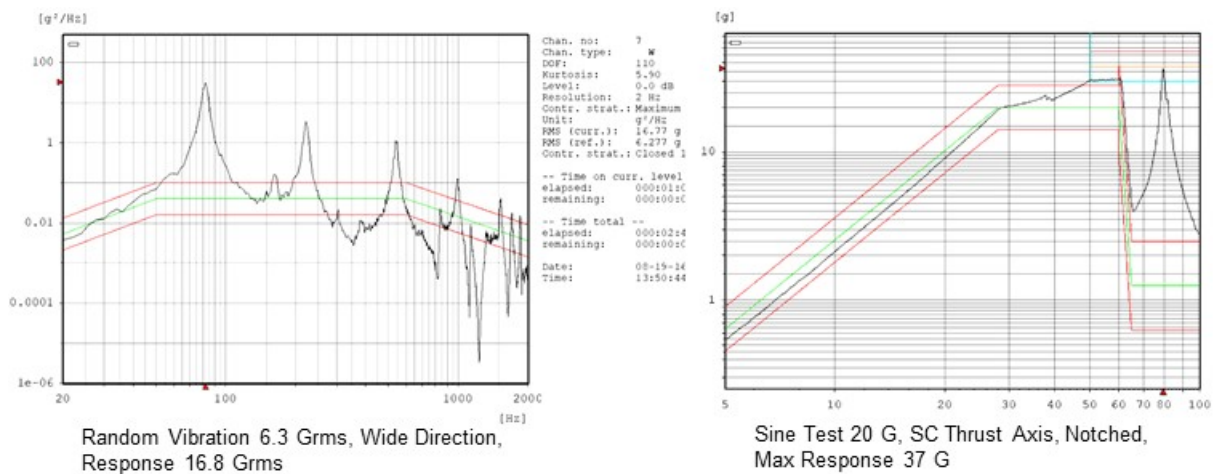 [g²/Hz]
100
1
0.01
0.0001
1e-06
20
100
1000
2000
[Hz]
Chan. no: 7
Chan. type: W
DOF: 110
Kurtosis: 5.90
Level: 0.0 dB
Resolution: 2 Hz
Contr. strat.: Maximum
Unit: g²/Hz
RMS (curr.): 16.77 g
RMS (ref.): 6.277 g
Contr. strat.: Closed l
-- Time on curr. level
elapsed: 000:01:0
remaining: 000:00:0
-- Time total --
elapsed: 000:02:4
remaining: 000:00:0
Date: 08-19-16
Time: 13:50:44
Random Vibration 6.3 Grms, Wide Direction,
Response 16.8 Grms
[g]
10
1
5 10 20 30 40 50 60 70 80 100
Sine Test 20 G, SC Thrust Axis, Notched,
Max Response 37 G